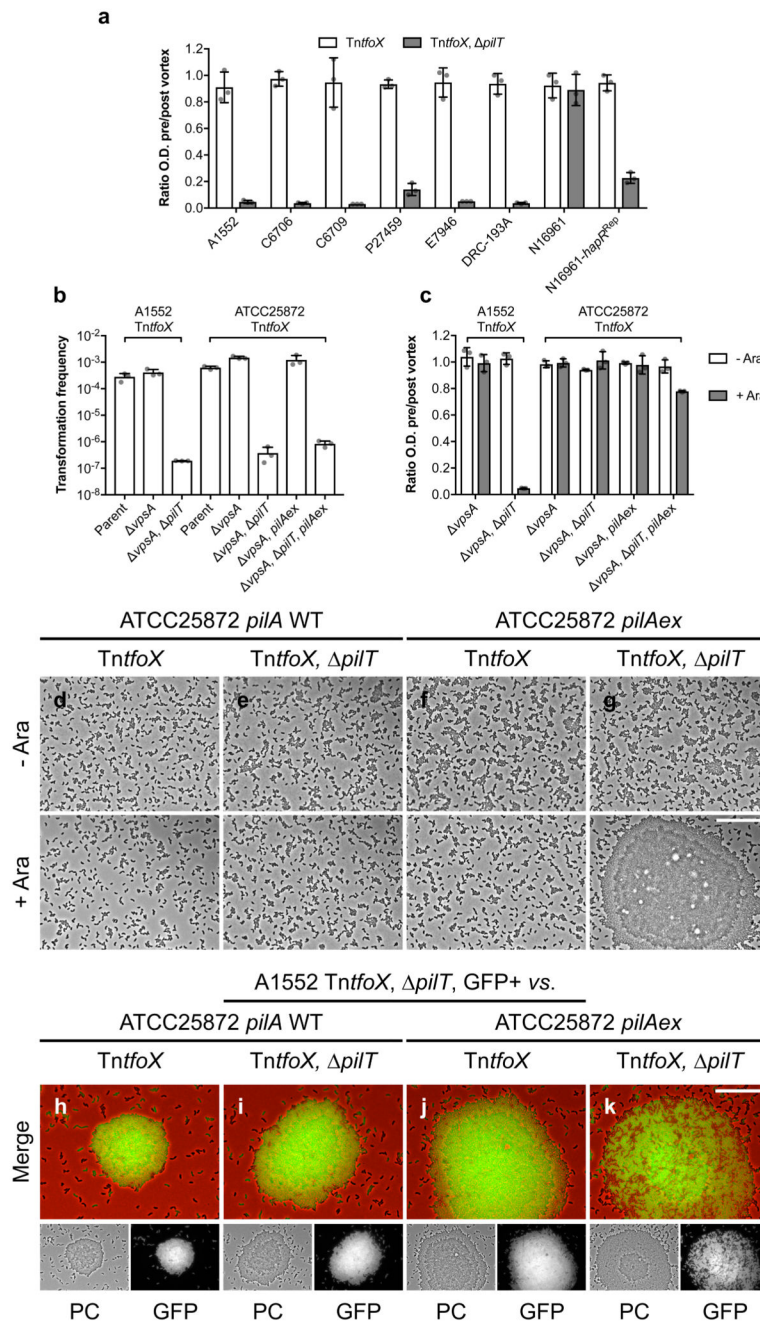 a
TntfoX
TntfoX, ΔpilT
Ratio O.D. pre/post vortex
1.2
1.0
0.8
0.6
0.4
0.2
0.0
A1552
C6706
C6709
P27459
E7946
DRC-193A
N16961
N16961-hapRRep
b
A1552
TntfoX
ATCC25872
TntfoX
Transformation frequency
10-2
10-3
10-4
10-5
10-6
10-7
10-8
Parent
ΔvpsA
ΔvpsA, ΔpilT
Parent
ΔvpsA
ΔvpsA, ΔpilT
ΔvpsA, pilAex
ΔvpsA, ΔpilT, pilAex
c
A1552
TntfoX
ATCC25872
TntfoX
Ratio O.D. pre/post vortex
1.2
1.0
0.8
0.6
0.4
0.2
0.0
- Ara
+ Ara
ΔvpsA
ΔvpsA, ΔpilT
ΔvpsA
ΔvpsA, ΔpilT
ΔvpsA, pilAex
ΔvpsA, ΔpilT, pilAex
ATCC25872 pilA WT
ATCC25872 pilAex
TntfoX
TntfoX, ΔpilT
TntfoX
TntfoX, ΔpilT
- Ara
d
e
f
g
+ Ara
A1552 TntfoX, ΔpilT, GFP+ vs.
ATCC25872 pilA WT
ATCC25872 pilAex
TntfoX
TntfoX, ΔpilT
TntfoX
TntfoX, ΔpilT
Merge
h
i
j
k
PC
GFP
PC
GFP
PC
GFP
PC
GFP